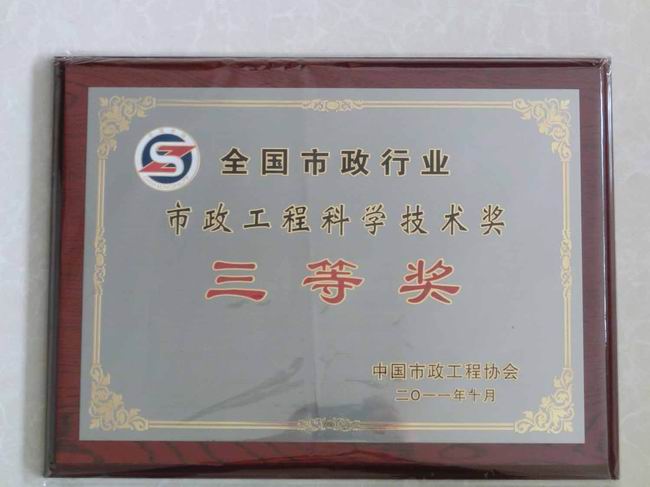 全国市政行业
市政工程科学技术奖
三等奖
中国市政工程协会
二〇一一年十月